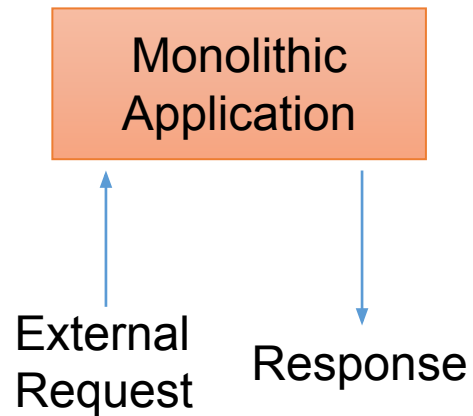 Monolithic
Application
External
Request
Response